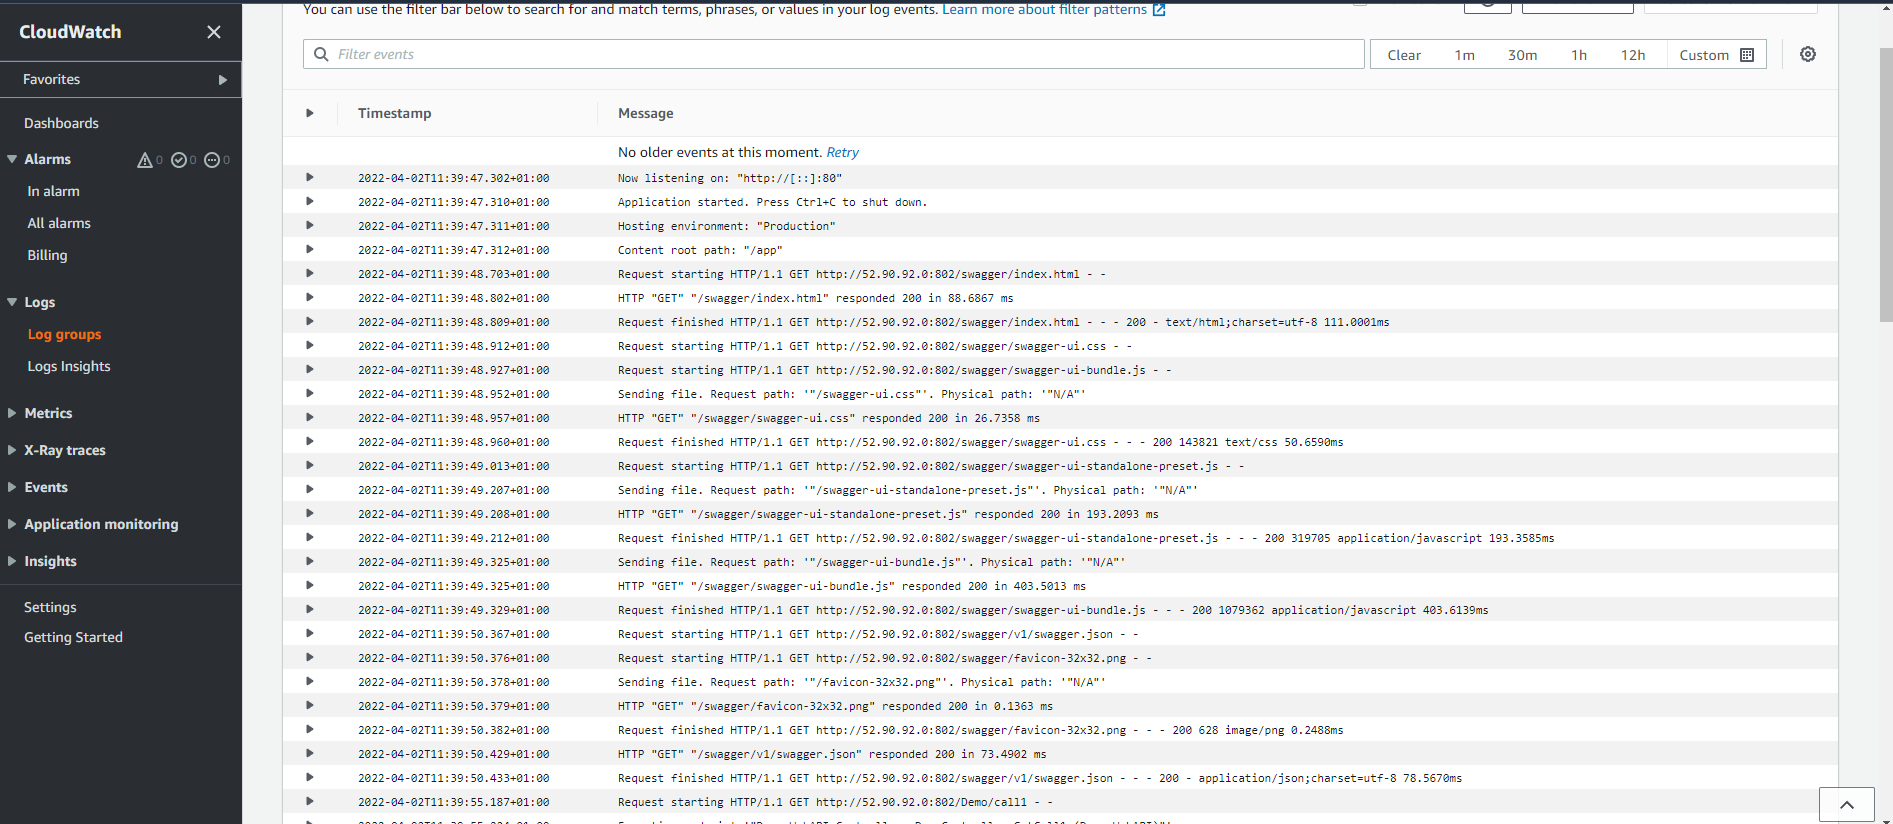 You can use the filter bar below to search for and match terms, phrases, or values in your log events. Learn more about filter patterns
CloudWatch
Filter events
Clear 1m 30m 1h 12h Custom
Favorites
Dashboards
Alarms 0 0 0
In alarm
All alarms
Billing
Logs
Log groups
Logs Insights
Metrics
X-Ray traces
Events
Application monitoring
Insights
Settings
Getting Started
Timestamp Message
No older events at this moment. Retry
2022-04-02T11:39:47.302+01:00 Now listening on: "http://[::]:80"
2022-04-02T11:39:47.310+01:00 Application started. Press Ctrl+C to shut down.
2022-04-02T11:39:47.311+01:00 Hosting environment: "Production"
2022-04-02T11:39:47.312+01:00 Content root path: "/app"
2022-04-02T11:39:48.703+01:00 Request starting HTTP/1.1 GET http://52.90.92.0:802/swagger/index.html - -
2022-04-02T11:39:48.802+01:00 HTTP "GET" "/swagger/index.html" responded 200 in 88.6867 ms
2022-04-02T11:39:48.809+01:00 Request finished HTTP/1.1 GET http://52.90.92.0:802/swagger/index.html - - - 200 - text/html;charset=utf-8 111.0001ms
2022-04-02T11:39:48.912+01:00 Request starting HTTP/1.1 GET http://52.90.92.0:802/swagger/swagger-ui.css - -
2022-04-02T11:39:48.927+01:00 Request starting HTTP/1.1 GET http://52.90.92.0:802/swagger/swagger-ui-bundle.js - -
2022-04-02T11:39:48.952+01:00 Sending file. Request path: '"/swagger-ui.css"'. Physical path: '"N/A"'
2022-04-02T11:39:48.957+01:00 HTTP "GET" "/swagger/swagger-ui.css" responded 200 in 26.7358 ms
2022-04-02T11:39:48.960+01:00 Request finished HTTP/1.1 GET http://52.90.92.0:802/swagger/swagger-ui.css - - - 200 143821 text/css 50.6590ms
2022-04-02T11:39:49.013+01:00 Request starting HTTP/1.1 GET http://52.90.92.0:802/swagger/swagger-ui-standalone-preset.js - -
2022-04-02T11:39:49.207+01:00 Sending file. Request path: '"/swagger-ui-standalone-preset.js"'. Physical path: '"N/A"'
2022-04-02T11:39:49.208+01:00 HTTP "GET" "/swagger/swagger-ui-standalone-preset.js" responded 200 in 193.2093 ms
2022-04-02T11:39:49.212+01:00 Request finished HTTP/1.1 GET http://52.90.92.0:802/swagger/swagger-ui-standalone-preset.js - - - 200 319705 application/javascript 193.3585ms
2022-04-02T11:39:49.325+01:00 Sending file. Request path: '"/swagger-ui-bundle.js"'. Physical path: '"N/A"'
2022-04-02T11:39:49.325+01:00 HTTP "GET" "/swagger/swagger-ui-bundle.js" responded 200 in 403.5013 ms
2022-04-02T11:39:49.329+01:00 Request finished HTTP/1.1 GET http://52.90.92.0:802/swagger/swagger-ui-bundle.js - - - 200 1079362 application/javascript 403.6139ms
2022-04-02T11:39:50.367+01:00 Request starting HTTP/1.1 GET http://52.90.92.0:802/swagger/v1/swagger.json - -
2022-04-02T11:39:50.376+01:00 Request starting HTTP/1.1 GET http://52.90.92.0:802/swagger/favicon-32x32.png - -
2022-04-02T11:39:50.378+01:00 Sending file. Request path: '"/favicon-32x32.png"'. Physical path: '"N/A"'
2022-04-02T11:39:50.379+01:00 HTTP "GET" "/swagger/favicon-32x32.png" responded 200 in 0.1363 ms
2022-04-02T11:39:50.382+01:00 Request finished HTTP/1.1 GET http://52.90.92.0:802/swagger/favicon-32x32.png - - - 200 628 image/png 0.2488ms
2022-04-02T11:39:50.429+01:00 HTTP "GET" "/swagger/v1/swagger.json" responded 200 in 73.4902 ms
2022-04-02T11:39:50.433+01:00 Request finished HTTP/1.1 GET http://52.90.92.0:802/swagger/v1/swagger.json - - - 200 - application/json;charset=utf-8 78.5670ms
2022-04-02T11:39:55.187+01:00 Request starting HTTP/1.1 GET http://52.90.92.0:802/Demo/call1 - -